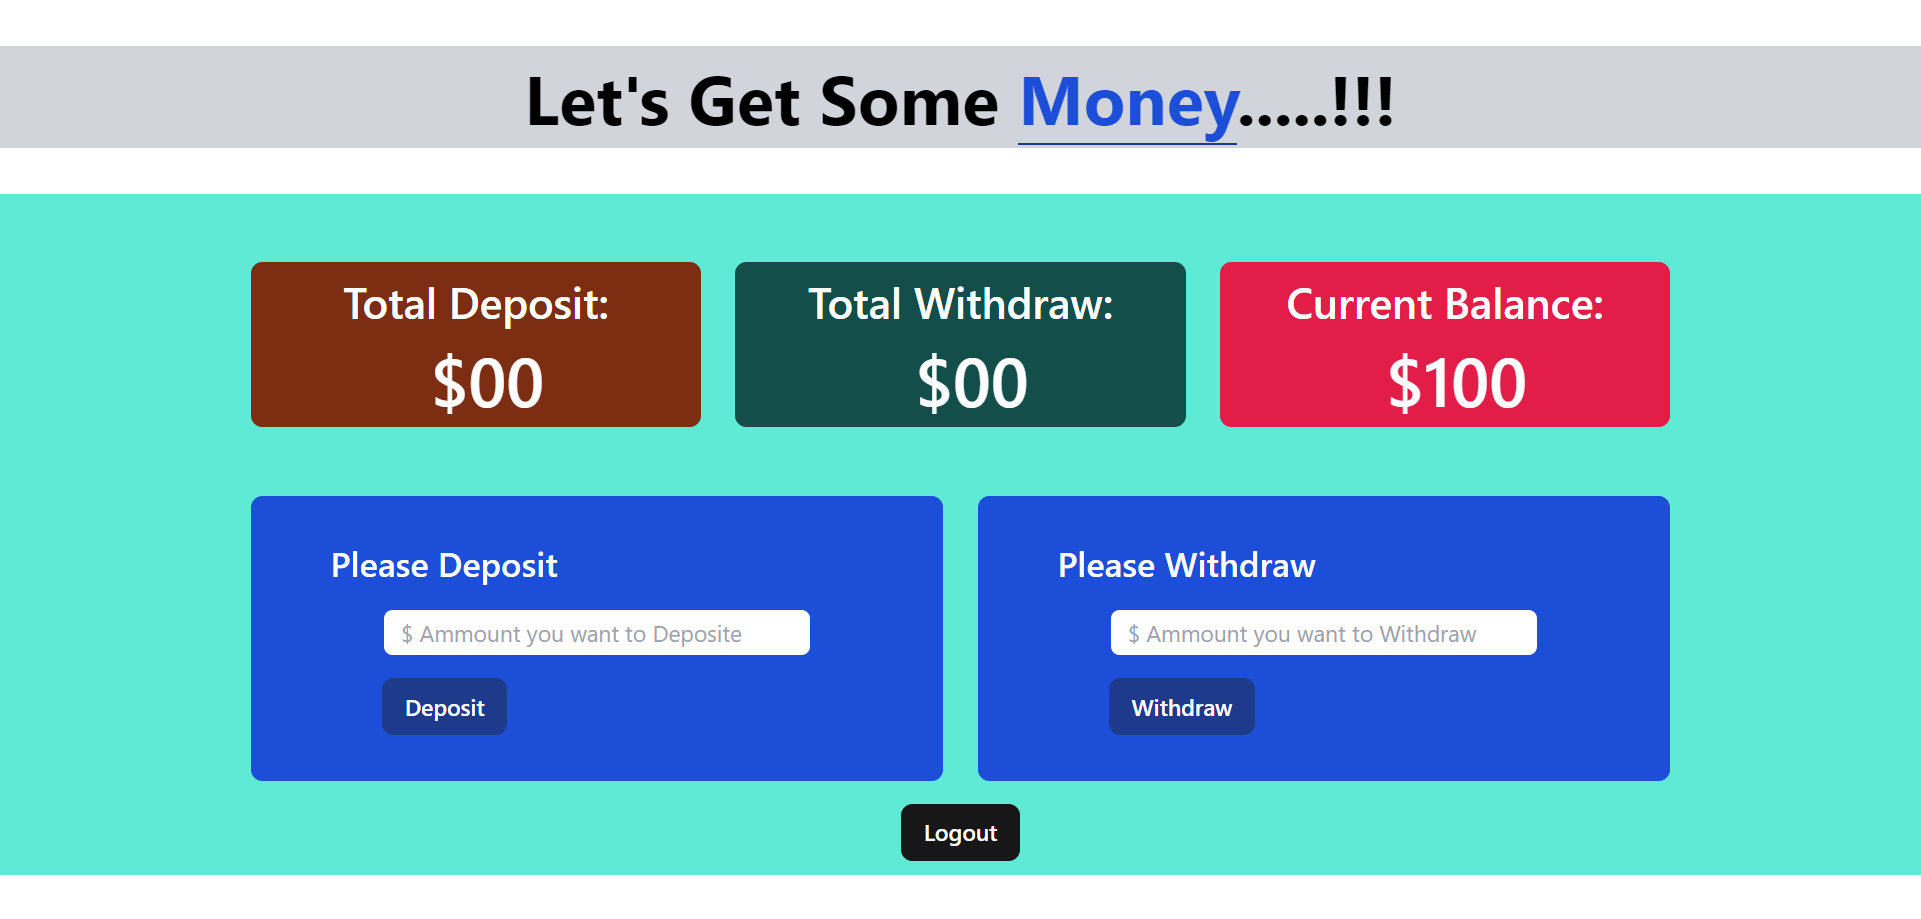 Let's Get Some Money.....!!!
Total Deposit:
$00
Total Withdraw:
$00
Current Balance:
$100
Please Deposit
$ Ammount you want to Deposite
Deposit
Please Withdraw
$ Ammount you want to Withdraw
Withdraw
Logout